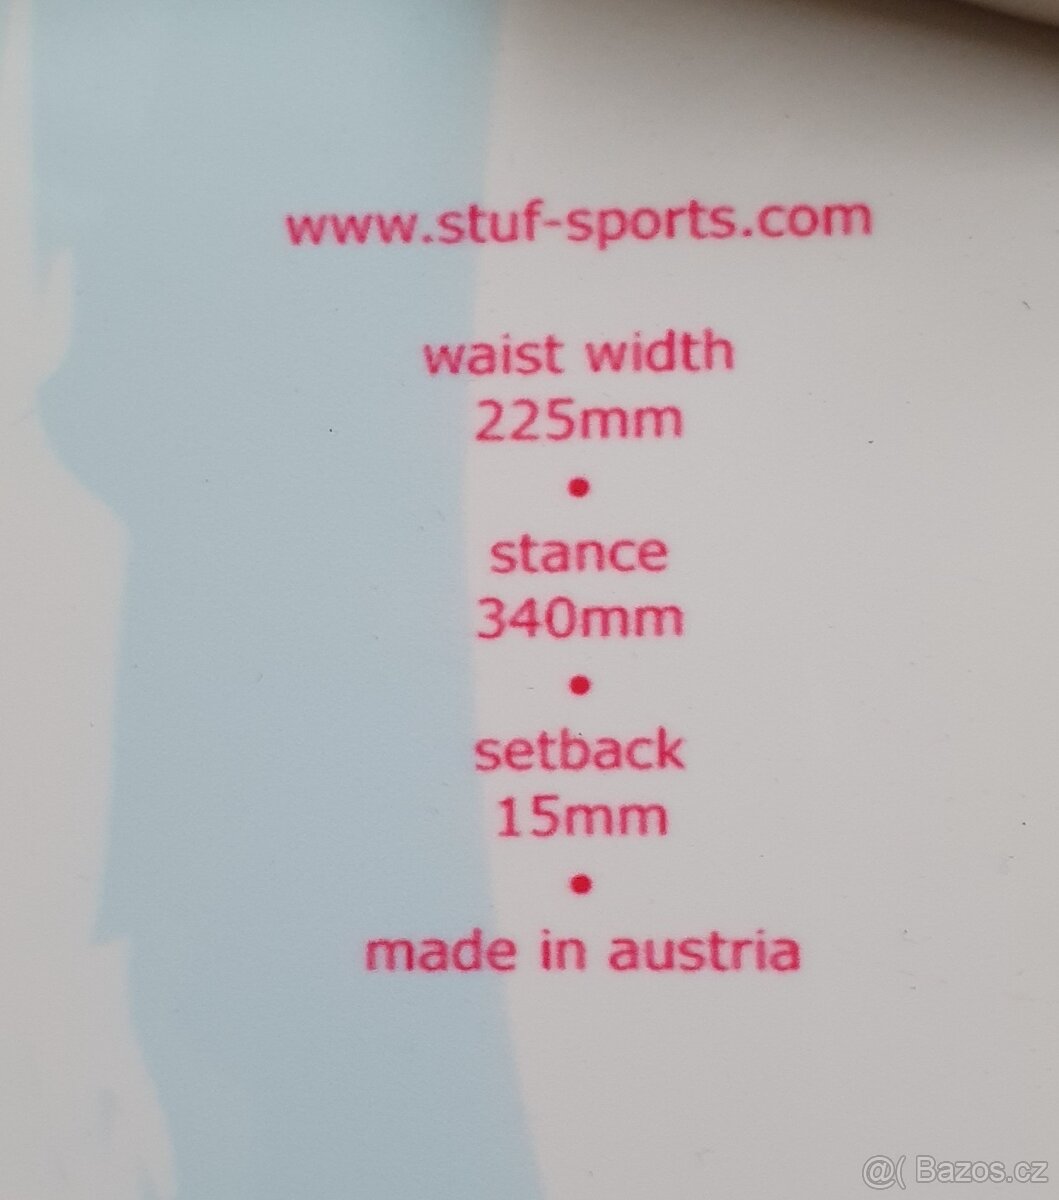 www.stuf-sports.com
waist width
225mm
•
stance
340mm
•
setback
15mm
•
made in austria
@( Bazos.cz